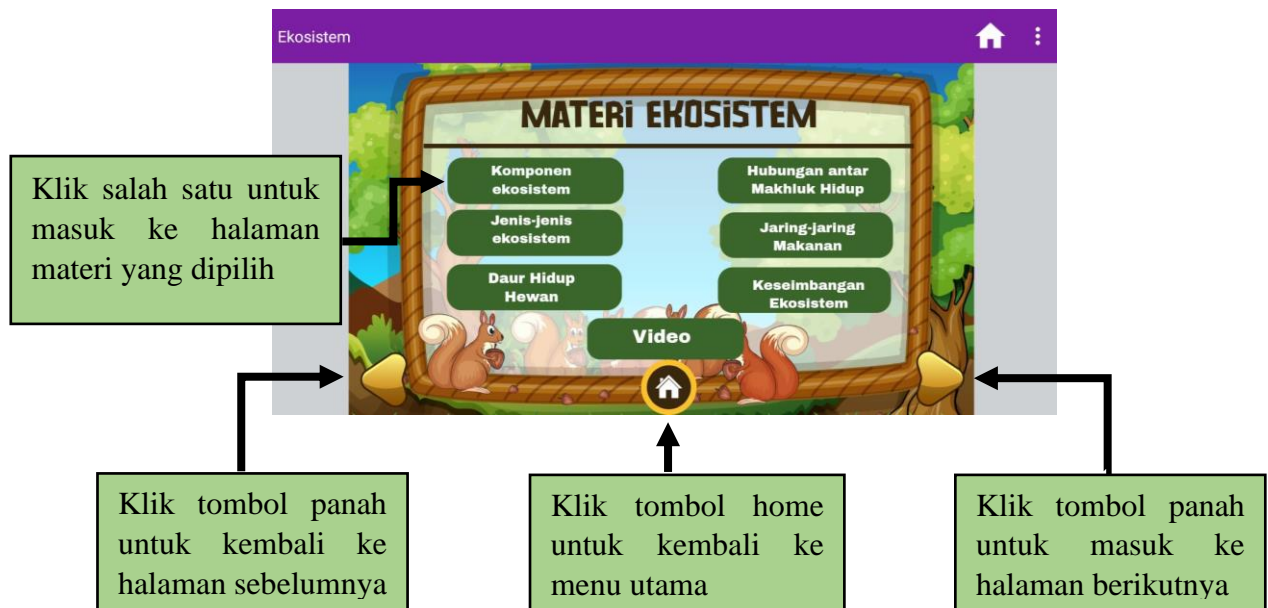 Ekosistem
MATERI EKOSISTEM
Klik salah satu untuk
masuk ke halaman
materi yang dipilih
Komponen
ekosistem
Jenis-jenis
ekosistem
Daur Hidup
Hewan
Hubungan antar
Makhluk Hidup
Jaring-jaring
Makanan
Keseimbangan
Ekosistem
Video
Klik tombol panah
untuk kembali ke
halaman sebelumnya
Klik tombol home
untuk kembali ke
menu utama
Klik tombol panah
untuk masuk ke
halaman berikutnya